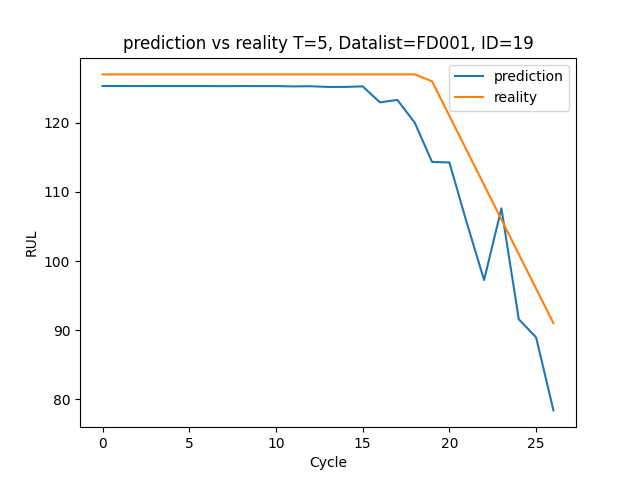 prediction vs reality T=5, Datalist=FD001, ID=19
prediction
reality
RUL
120
110
100
90
80
0 5 10 15 20 25
Cycle